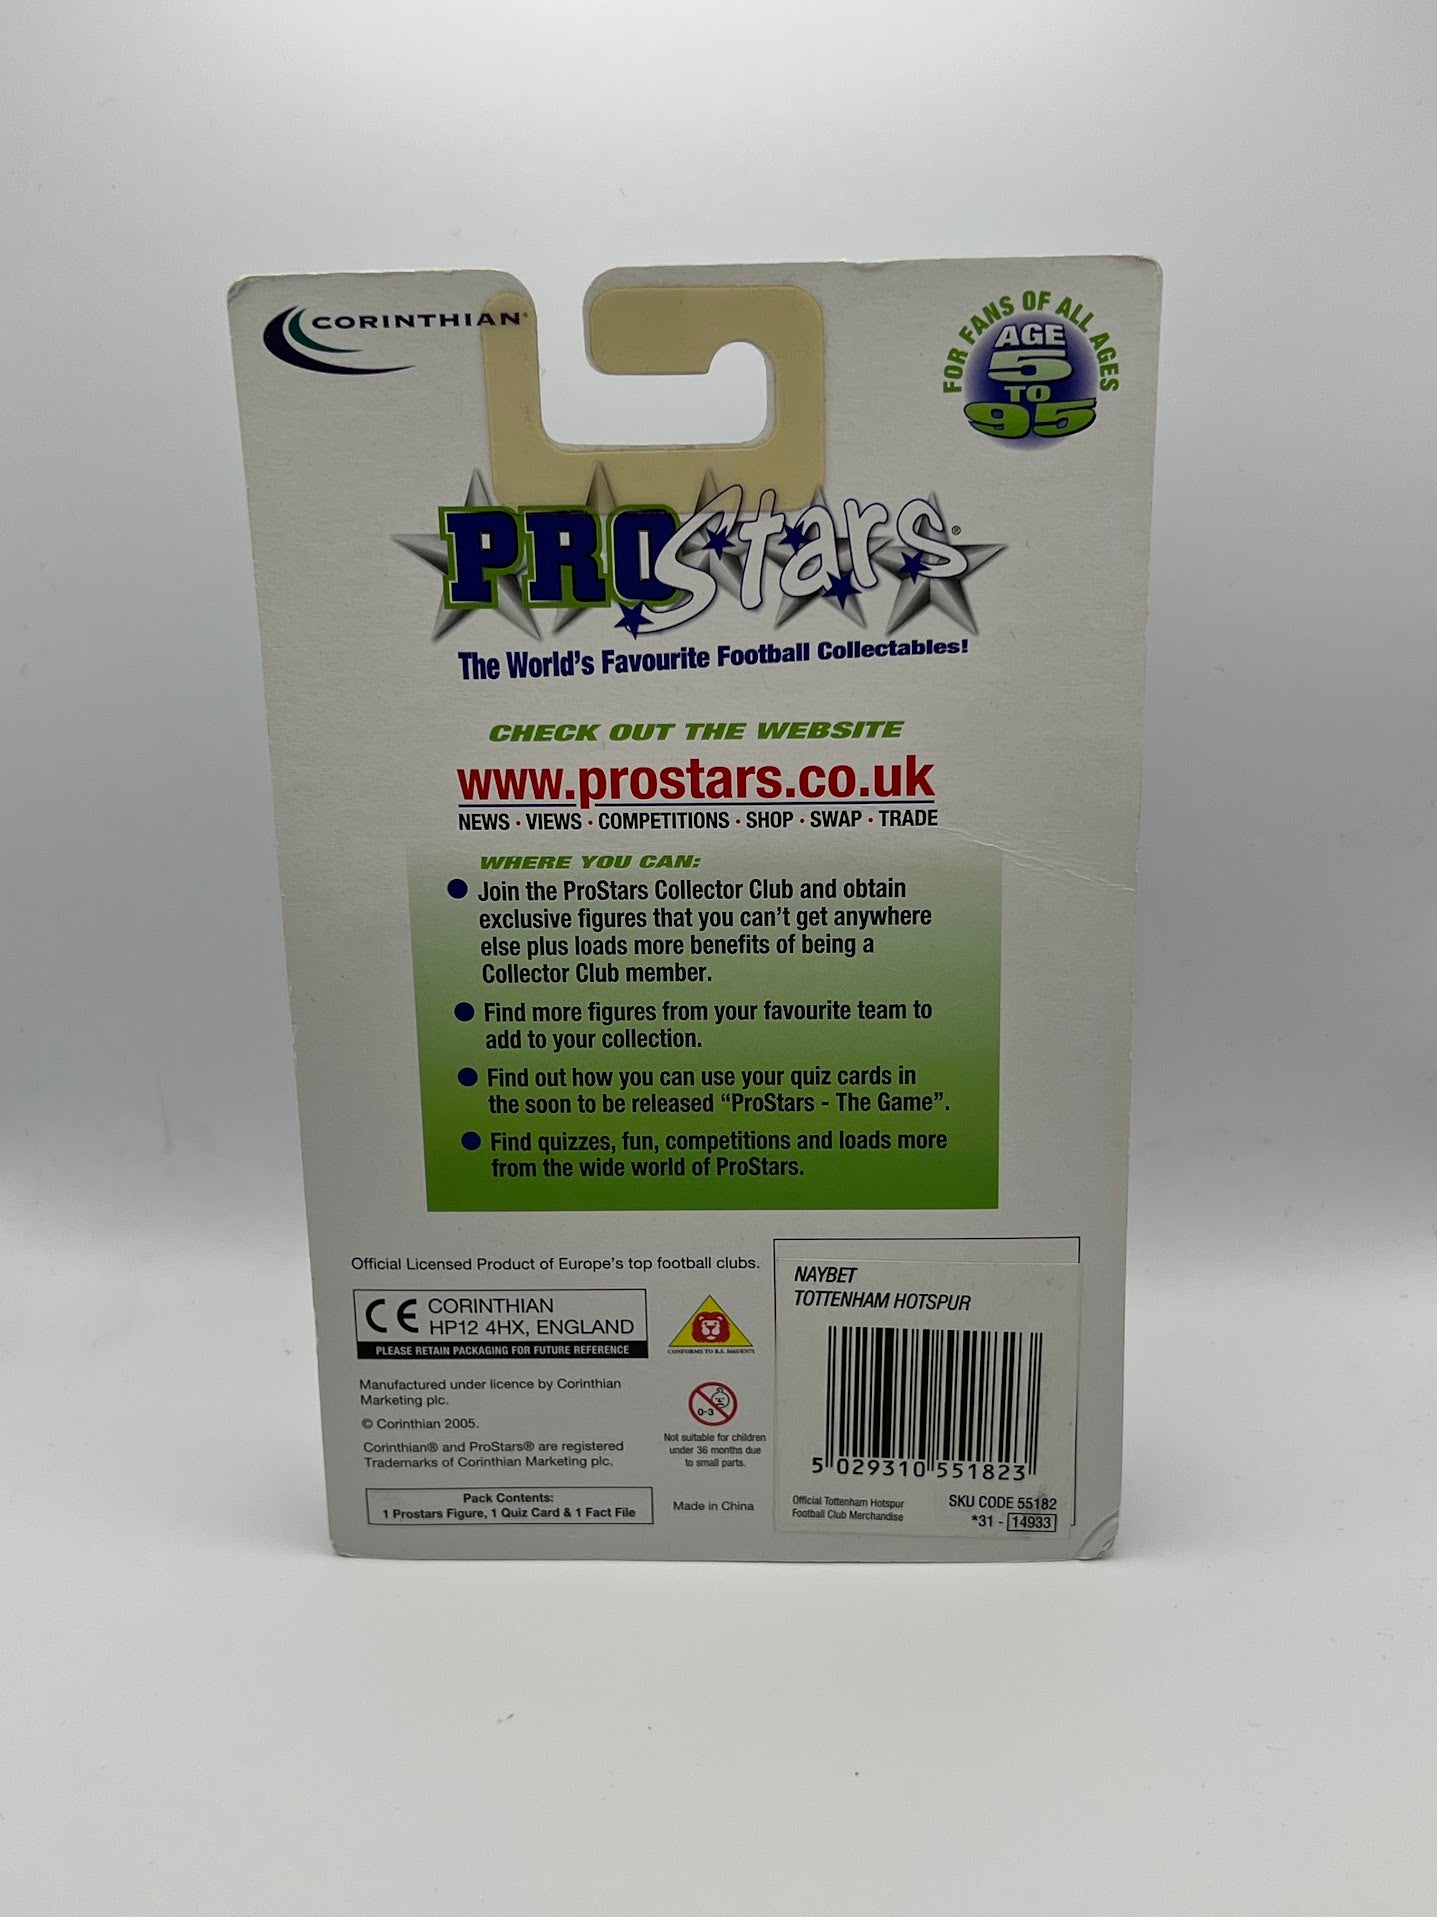 CORINTHIAN®
FOR FANS OF ALL AGES
AGE
5
TO
95
PROStars®
The World's Favourite Football Collectables!
CHECK OUT THE WEBSITE
www.prostars.co.uk
NEWS · VIEWS · COMPETITIONS · SHOP · SWAP · TRADE
WHERE YOU CAN:
● Join the ProStars Collector Club and obtain
exclusive figures that you can't get anywhere
else plus loads more benefits of being a
Collector Club member.
● Find more figures from your favourite team to
add to your collection.
● Find out how you can use your quiz cards in
the soon to be released “ProStars - The Game”.
● Find quizzes, fun, competitions and loads more
from the wide world of ProStars.
Official Licensed Product of Europe's top football clubs.
CE CORINTHIAN
HP12 4HX, ENGLAND
PLEASE RETAIN PACKAGING FOR FUTURE REFERENCE
CONFORMS TO B.S. 5665/EN71
Manufactured under licence by Corinthian
Marketing plc.
© Corinthian 2005.
Corinthian® and ProStars® are registered
Trademarks of Corinthian Marketing plc.
Pack Contents:
1 Prostars Figure, 1 Quiz Card & 1 Fact File
0-3
Not suitable for children
under 36 months due
to small parts.
Made in China
NAYBET
TOTTENHAM HOTSPUR
5 029310 551823
Official Tottenham Hotspur
Football Club Merchandise
SKU CODE 55182
*31 - 14933